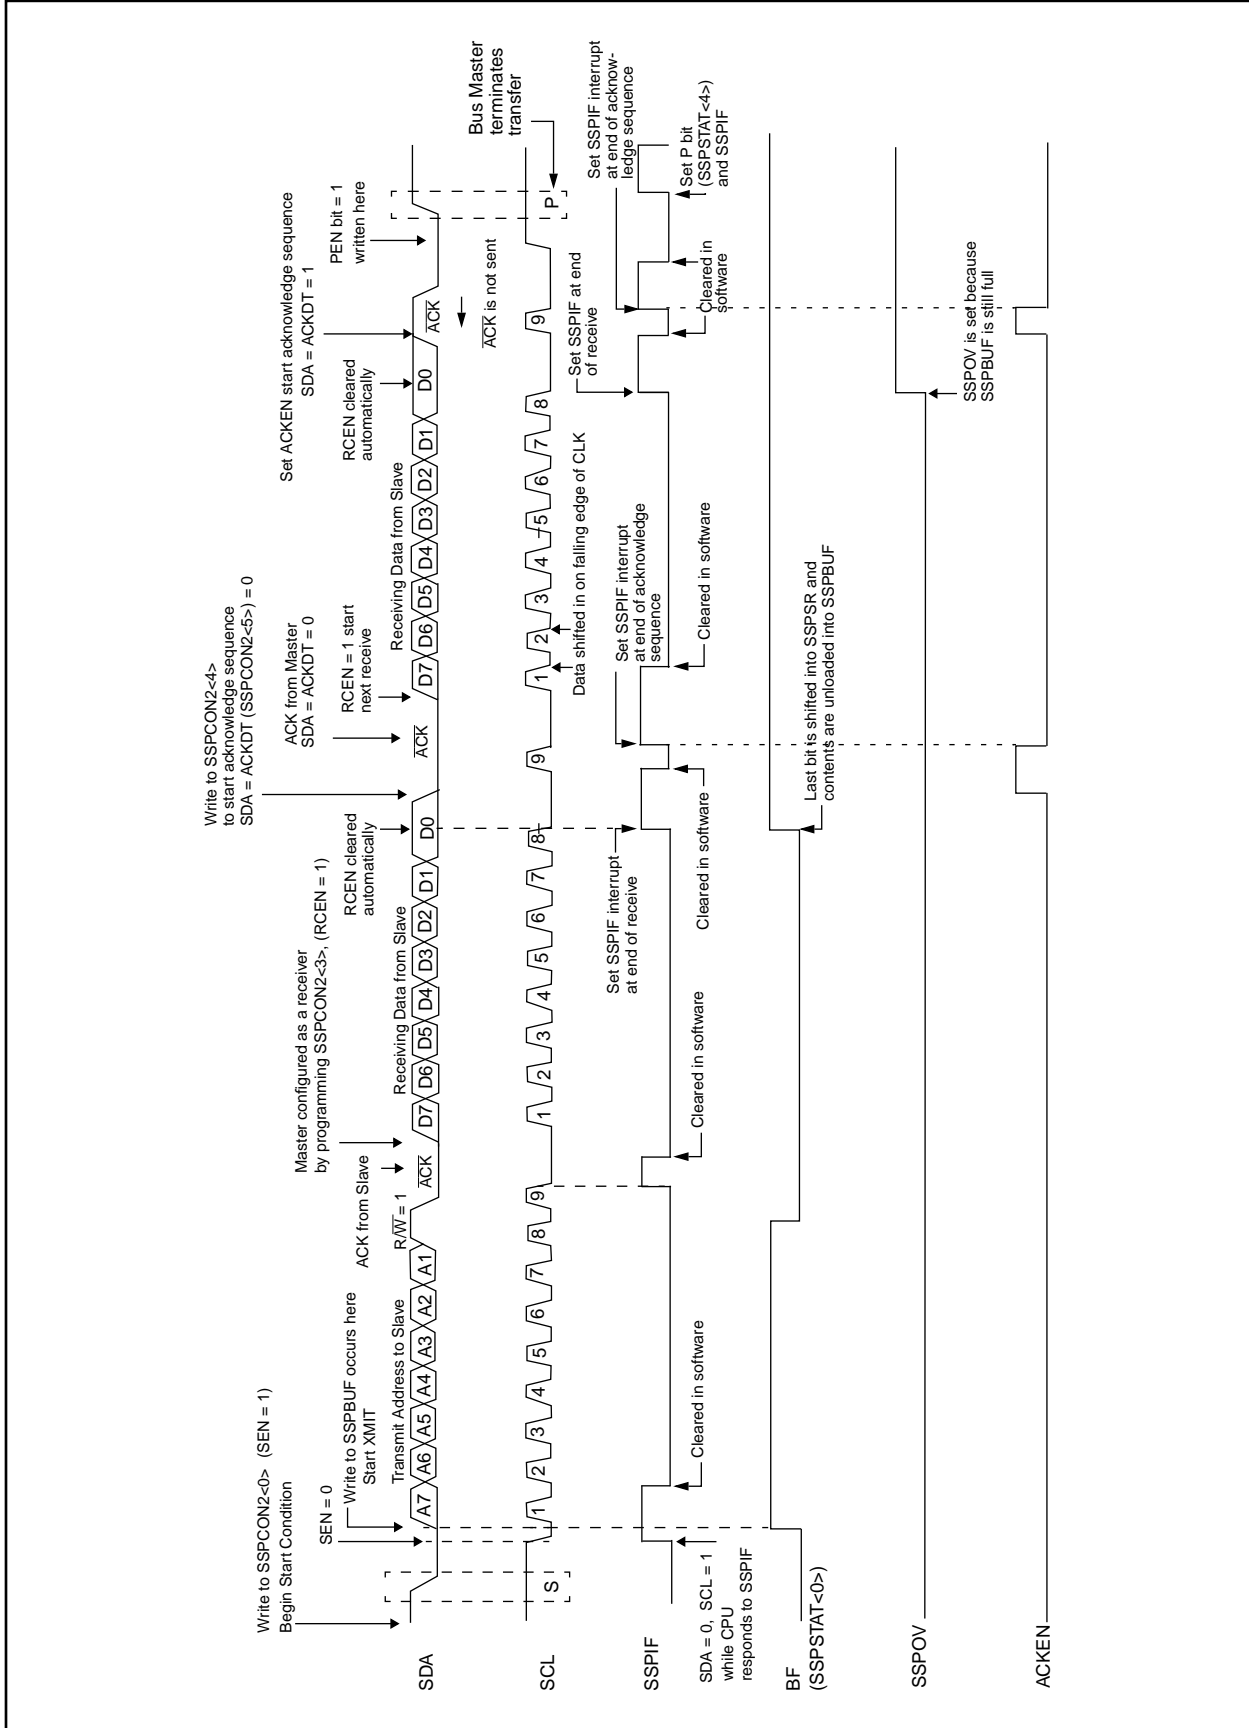 Write to SSPCON2<0> (SEN = 1)
Begin Start Condition
SEN = 0
Write to SSPBUF occurs here
Start XMIT
Master configured as a receiver
by programming SSPCON2<3>, (RCEN = 1)
ACK from Slave
Write to SSPCON2<4>
to start acknowledge sequence
SDA = ACKDT (SSPCON2<5>) = 0
RCEN cleared
automatically
ACK from Master
SDA = ACKDT = 0
RCEN = 1 start
next receive
Set ACKEN start acknowledge sequence
SDA = ACKDT = 1
RCEN cleared
automatically
PEN bit = 1
written here
Transmit Address to Slave
R/W = 1
Receiving Data from Slave
Receiving Data from Slave
SDA
A7 A6 A5 A4 A3 A2 A1
ACK
D7 D6 D5 D4 D3 D2 D1 D0
ACK
D7 D6 D5 D4 D3 D2 D1 D0
ACK
ACK is not sent
Bus Master
terminates
transfer
SCL
S
1 2 3 4 5 6 7 8 9
1 2 3 4 5 6 7 8 9
1 2 3 4 5 6 7 8 9
P
Data shifted in on falling edge of CLK
Set SSPIF interrupt
at end of receive
Set SSPIF interrupt
at end of acknowledge
sequence
Set SSPIF at end
of receive
Set SSPIF interrupt
at end of acknow-
ledge sequence
SSPIF
SDA = 0, SCL = 1
while CPU
responds to SSPIF
Cleared in software
Cleared in software
Cleared in software
Cleared in software
Cleared in
software
Set P bit
(SSPSTAT<4>)
and SSPIF
BF
(SSPSTAT<0>)
Last bit is shifted into SSPSR and
contents are unloaded into SSPBUF
SSPOV
SSPOV is set because
SSPBUF is still full
ACKEN